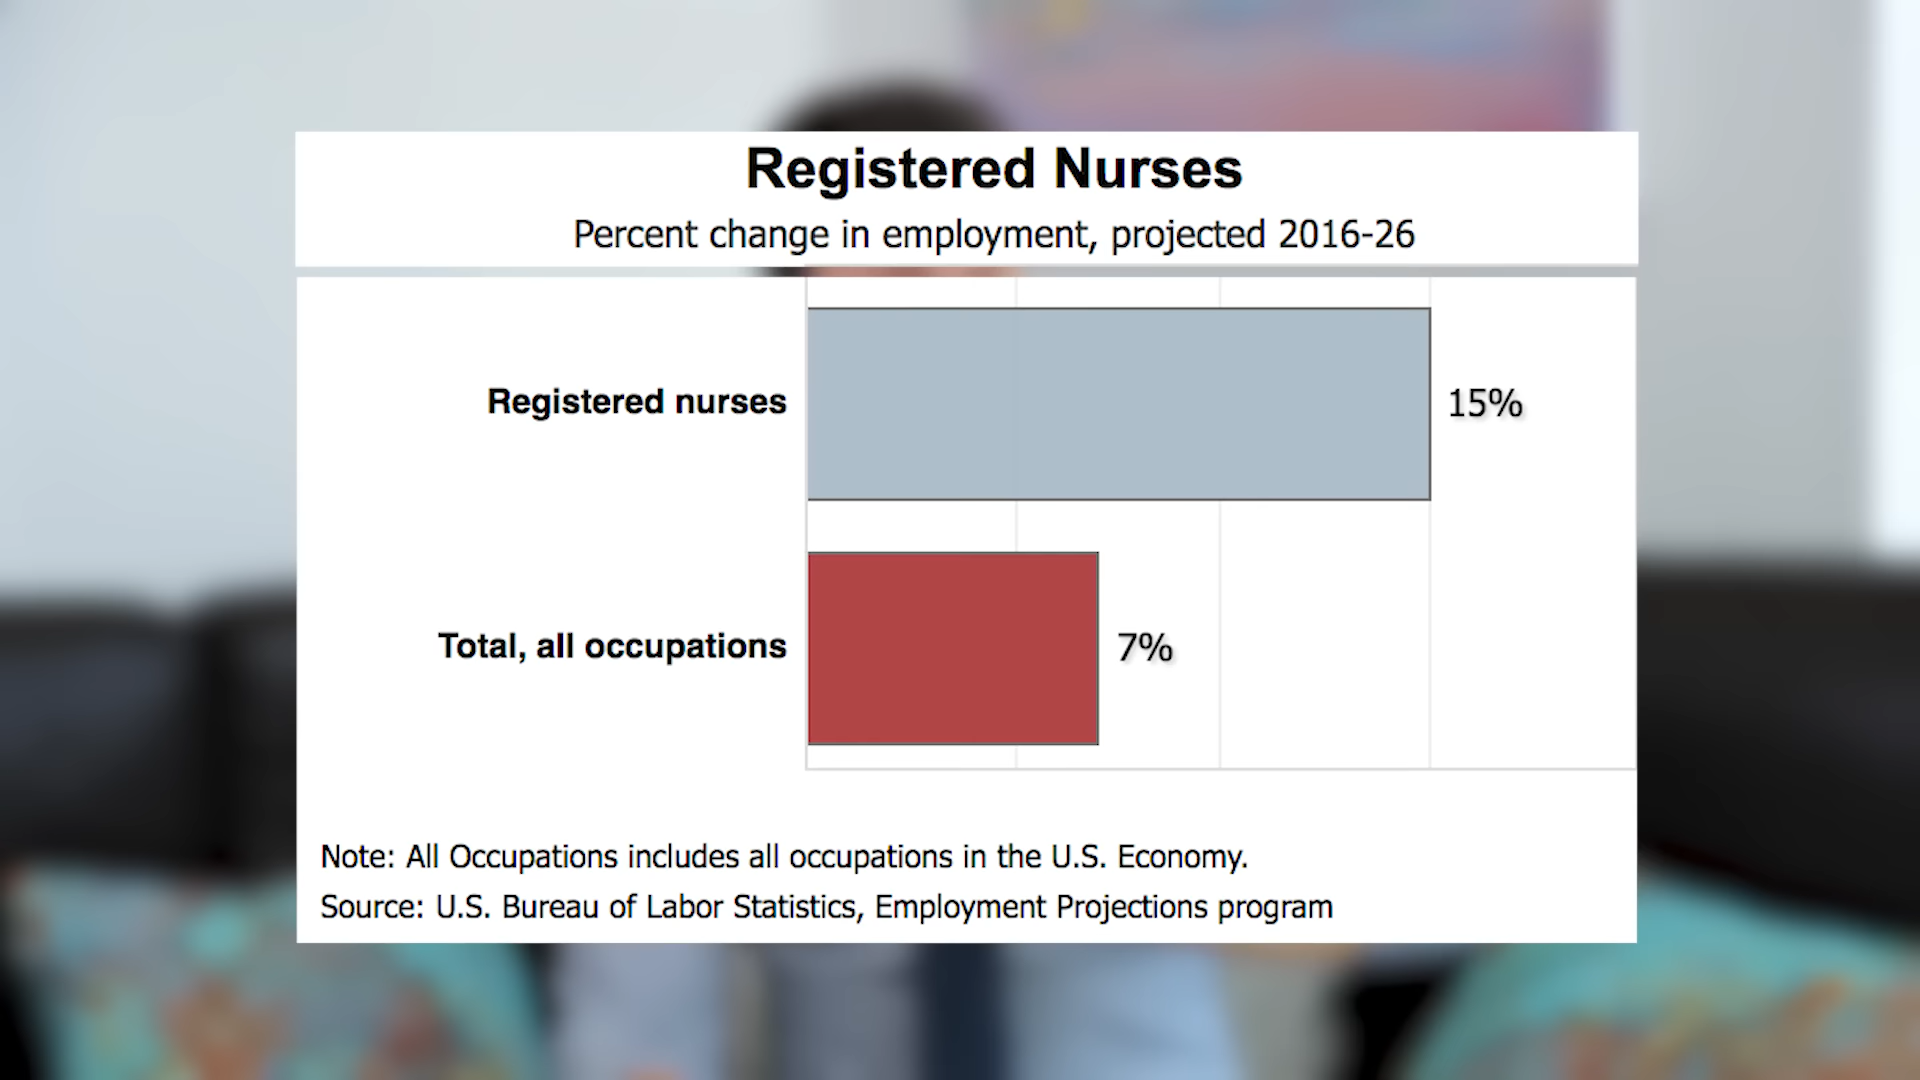 Registered Nurses
Percent change in employment, projected 2016-26
Registered nurses
15%
Total, all occupations
7%
Note: All Occupations includes all occupations in the U.S. Economy.
Source: U.S. Bureau of Labor Statistics, Employment Projections program